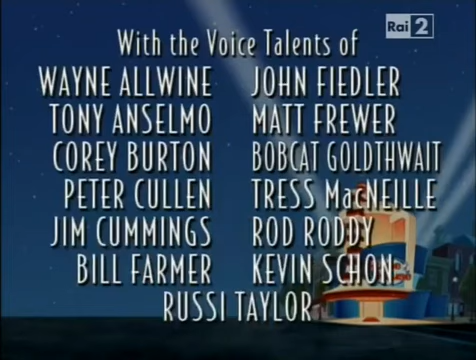 Rai 2
With the Voice Talents of
WAYNE ALLWINE JOHN FIEDLER
TONY ANSELMO MATT FREWER
COREY BURTON BOBCAT GOLDTHWAIT
PETER CULLEN TRESS MacNEILLE
JIM CUMMINGS ROD RODDY
BILL FARMER KEVIN SCHON
RUSSI TAYLOR